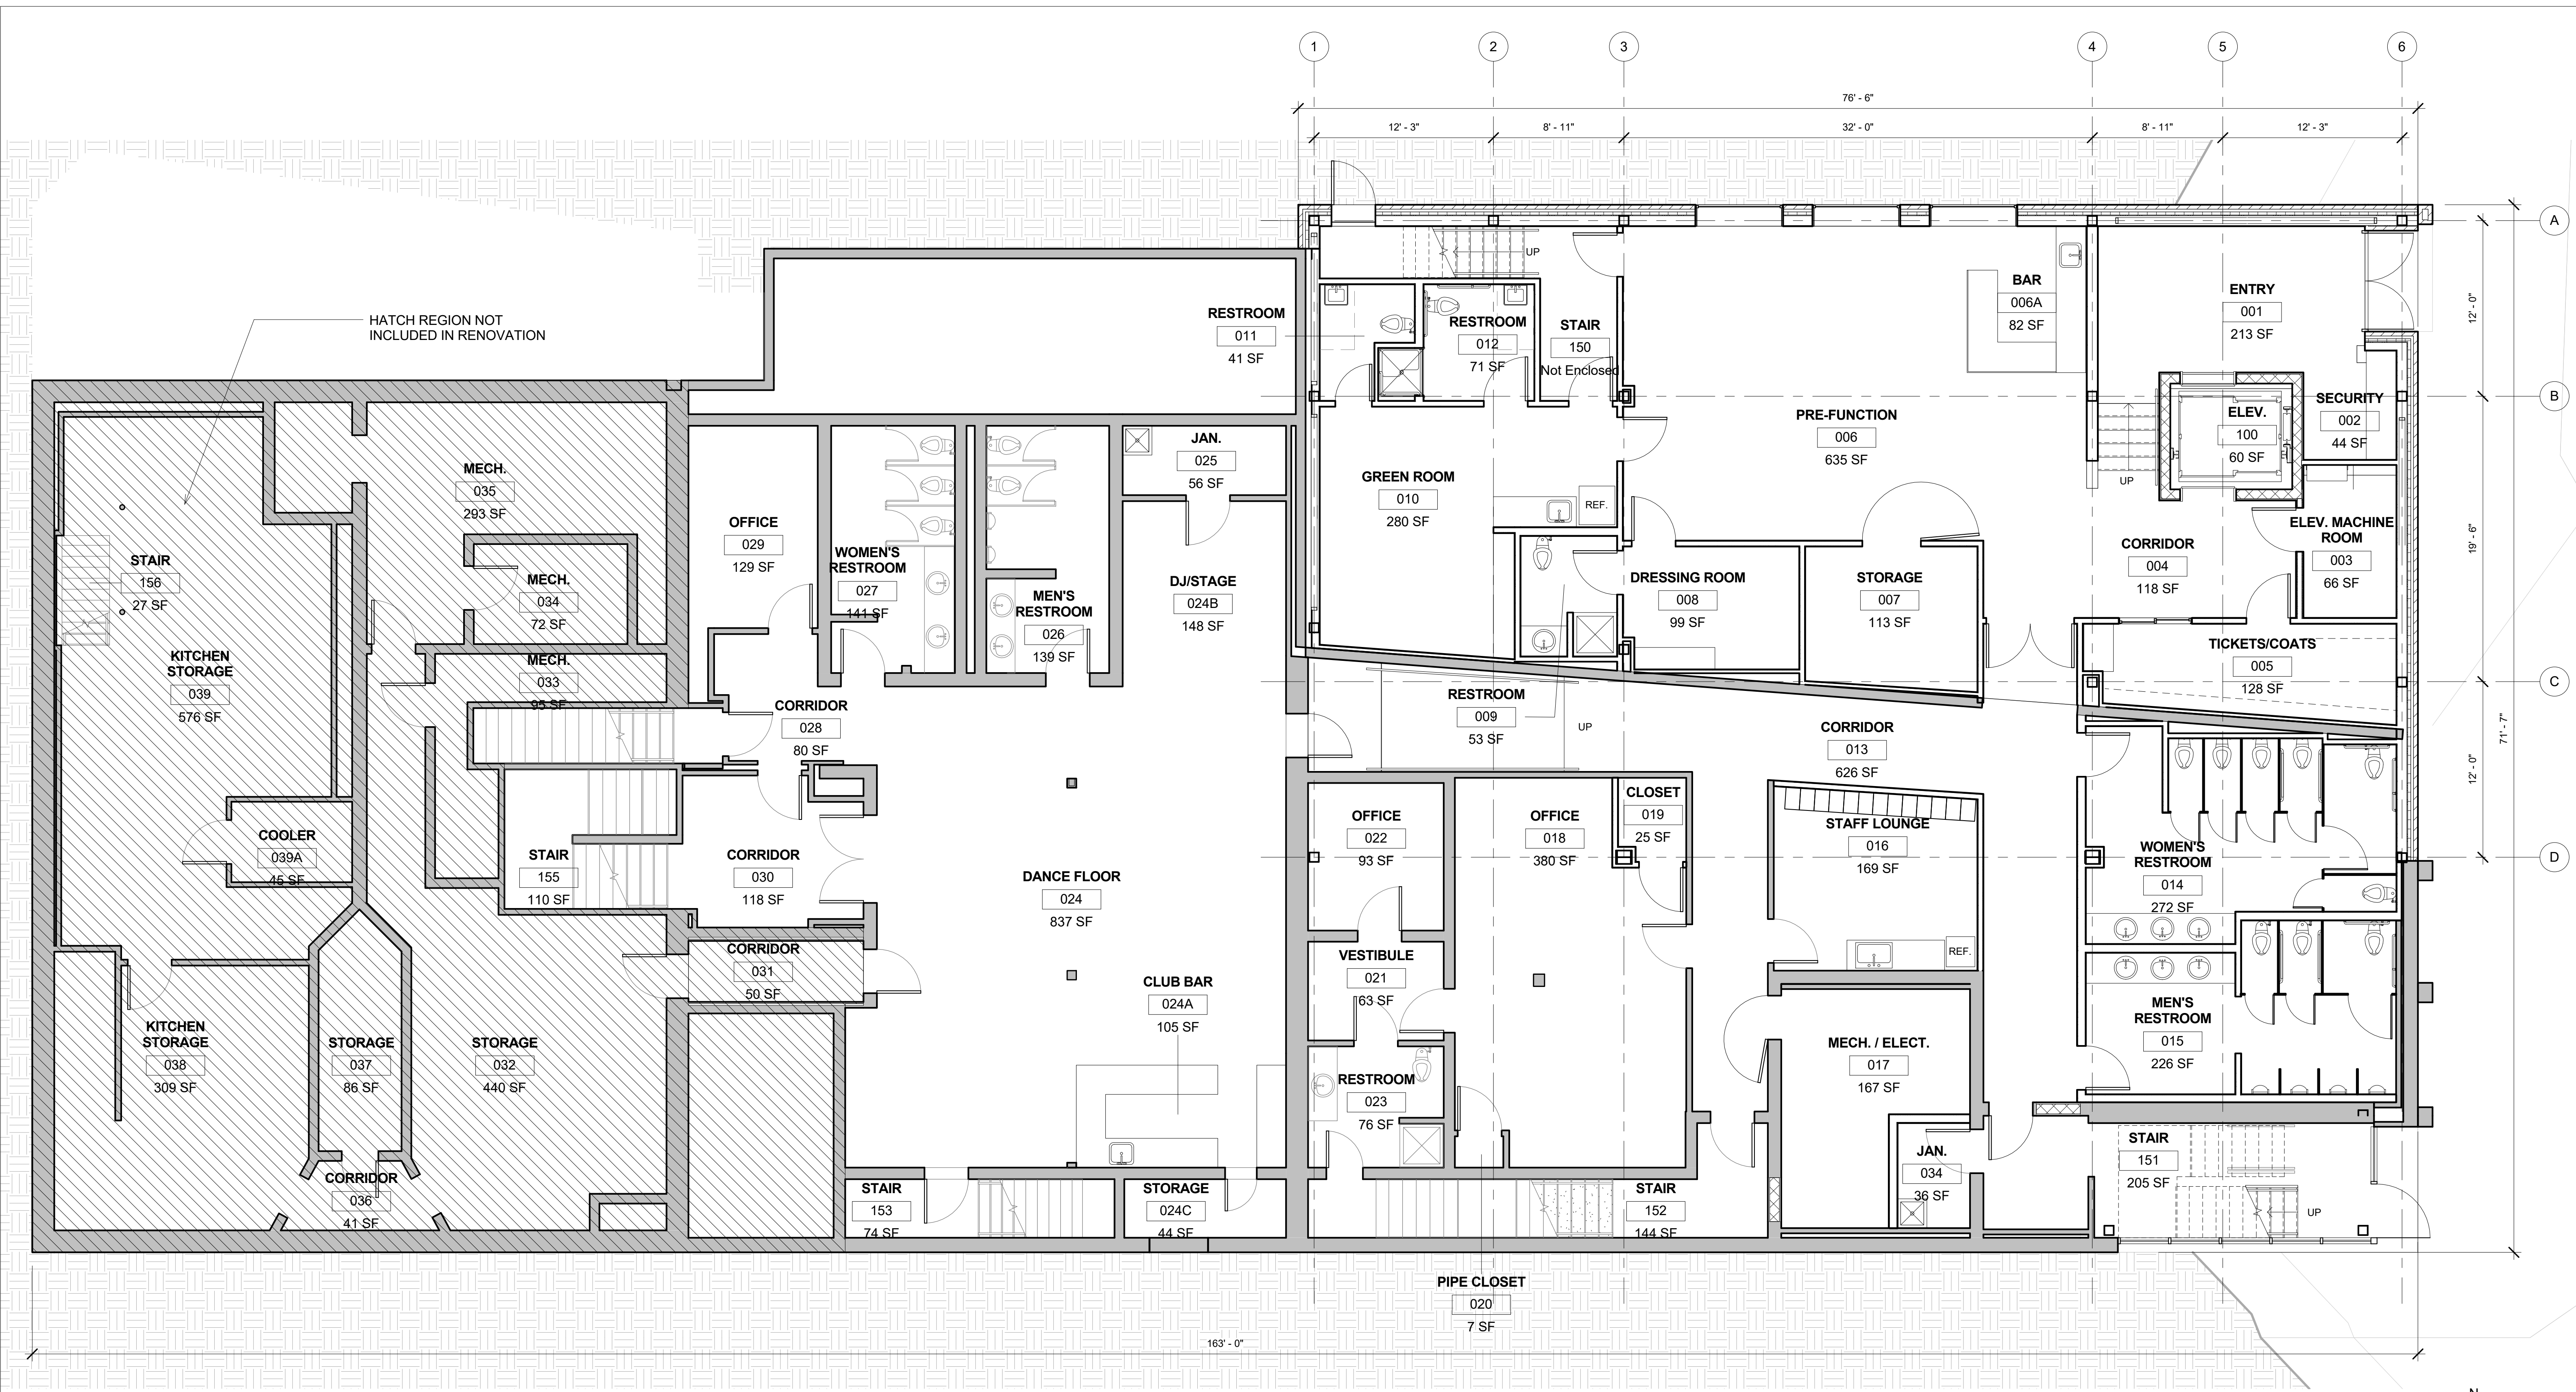 1
2
3
4
5
6
76' - 6"
12' - 3"
8' - 11"
32' - 0"
8' - 11"
12' - 3"
A
B
C
D
12' - 0"
19' - 6"
12' - 0"
71' - 7"
163' - 0"
HATCH REGION NOT
INCLUDED IN RENOVATION
RESTROOM
011
41 SF
RESTROOM
012
71 SF
STAIR
150
Not Enclosed
UP
BAR
006A
82 SF
ENTRY
001
213 SF
SECURITY
002
44 SF
ELEV.
100
60 SF
UP
PRE-FUNCTION
006
635 SF
GREEN ROOM
010
280 SF
REF.
ELEV. MACHINE
ROOM
003
66 SF
CORRIDOR
004
118 SF
TICKETS/COATS
005
128 SF
DRESSING ROOM
008
99 SF
STORAGE
007
113 SF
RESTROOM
009
53 SF
UP
CORRIDOR
013
626 SF
JAN.
025
56 SF
DJ/STAGE
024B
148 SF
OFFICE
029
129 SF
WOMEN'S
RESTROOM
027
141 SF
MEN'S
RESTROOM
026
139 SF
MECH.
035
293 SF
MECH.
034
72 SF
MECH.
033
95 SF
STAIR
156
27 SF
KITCHEN
STORAGE
039
576 SF
CORRIDOR
028
80 SF
COOLER
039A
45 SF
STAIR
155
110 SF
CORRIDOR
030
118 SF
CORRIDOR
031
50 SF
DANCE FLOOR
024
837 SF
CLUB BAR
024A
105 SF
OFFICE
022
93 SF
OFFICE
018
380 SF
CLOSET
019
25 SF
STAFF LOUNGE
016
169 SF
REF.
WOMEN'S
RESTROOM
014
272 SF
VESTIBULE
021
63 SF
MEN'S
RESTROOM
015
226 SF
MECH. / ELECT.
017
167 SF
RESTROOM
023
76 SF
KITCHEN
STORAGE
038
309 SF
STORAGE
037
86 SF
STORAGE
032
440 SF
CORRIDOR
036
41 SF
STAIR
153
74 SF
STORAGE
024C
44 SF
STAIR
152
144 SF
JAN.
034
36 SF
STAIR
151
205 SF
UP
PIPE CLOSET
020
7 SF
N